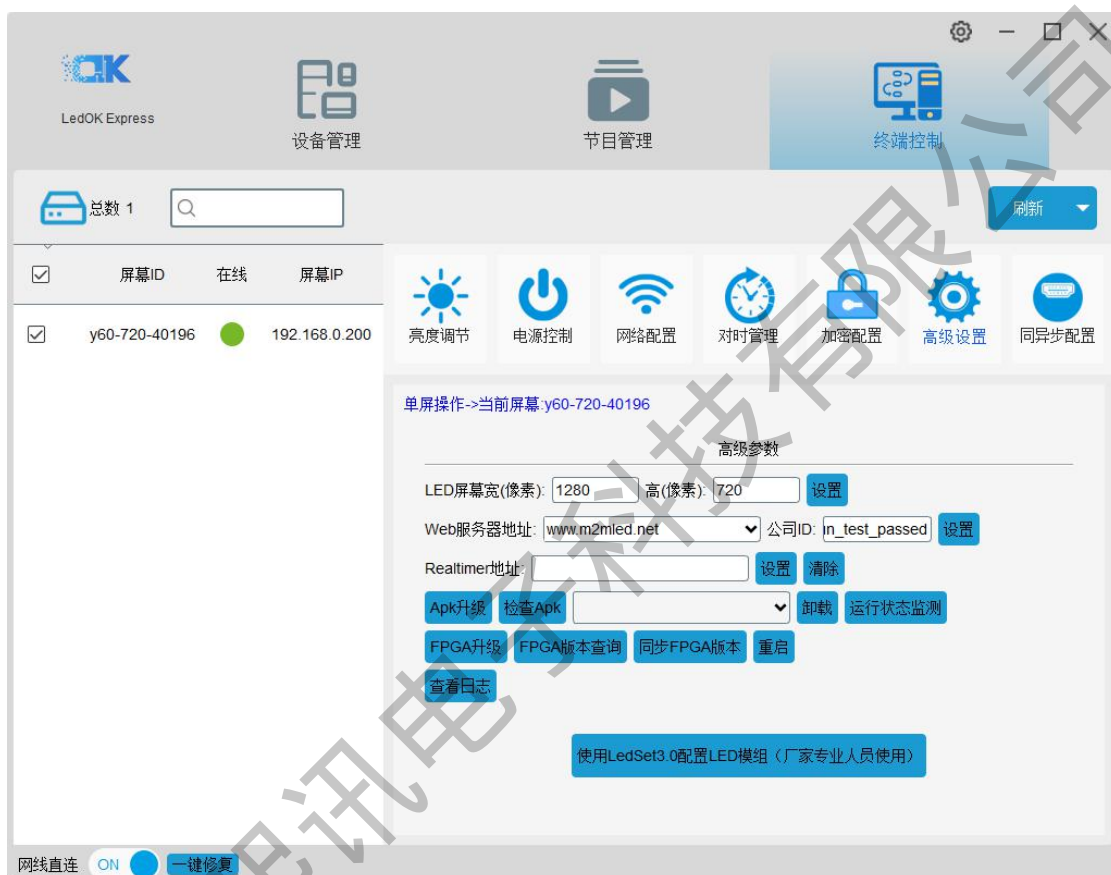 LedOK Express
设备管理
节目管理
终端控制
总数 1
刷新
屏幕ID 在线 屏幕IP
y60-720-40196 192.168.0.200
亮度调节 电源控制 网络配置 对时管理 加密配置 高级设置 同异步配置
单屏操作->当前屏幕:y60-720-40196
高级参数
LED屏幕宽(像素): 1280 高(像素): 720 设置
Web服务器地址: www.m2mled.net 公司ID: in_test_passed 设置
Realtimer地址: 设置 清除
Apk升级 检查Apk 卸载 运行状态监测
FPGA升级 FPGA版本查询 同步FPGA版本 重启
查看日志
使用LedSet3.0配置LED模组（厂家专业人员使用）
网线直连 ON 一键修复
讯电子科技有限公司